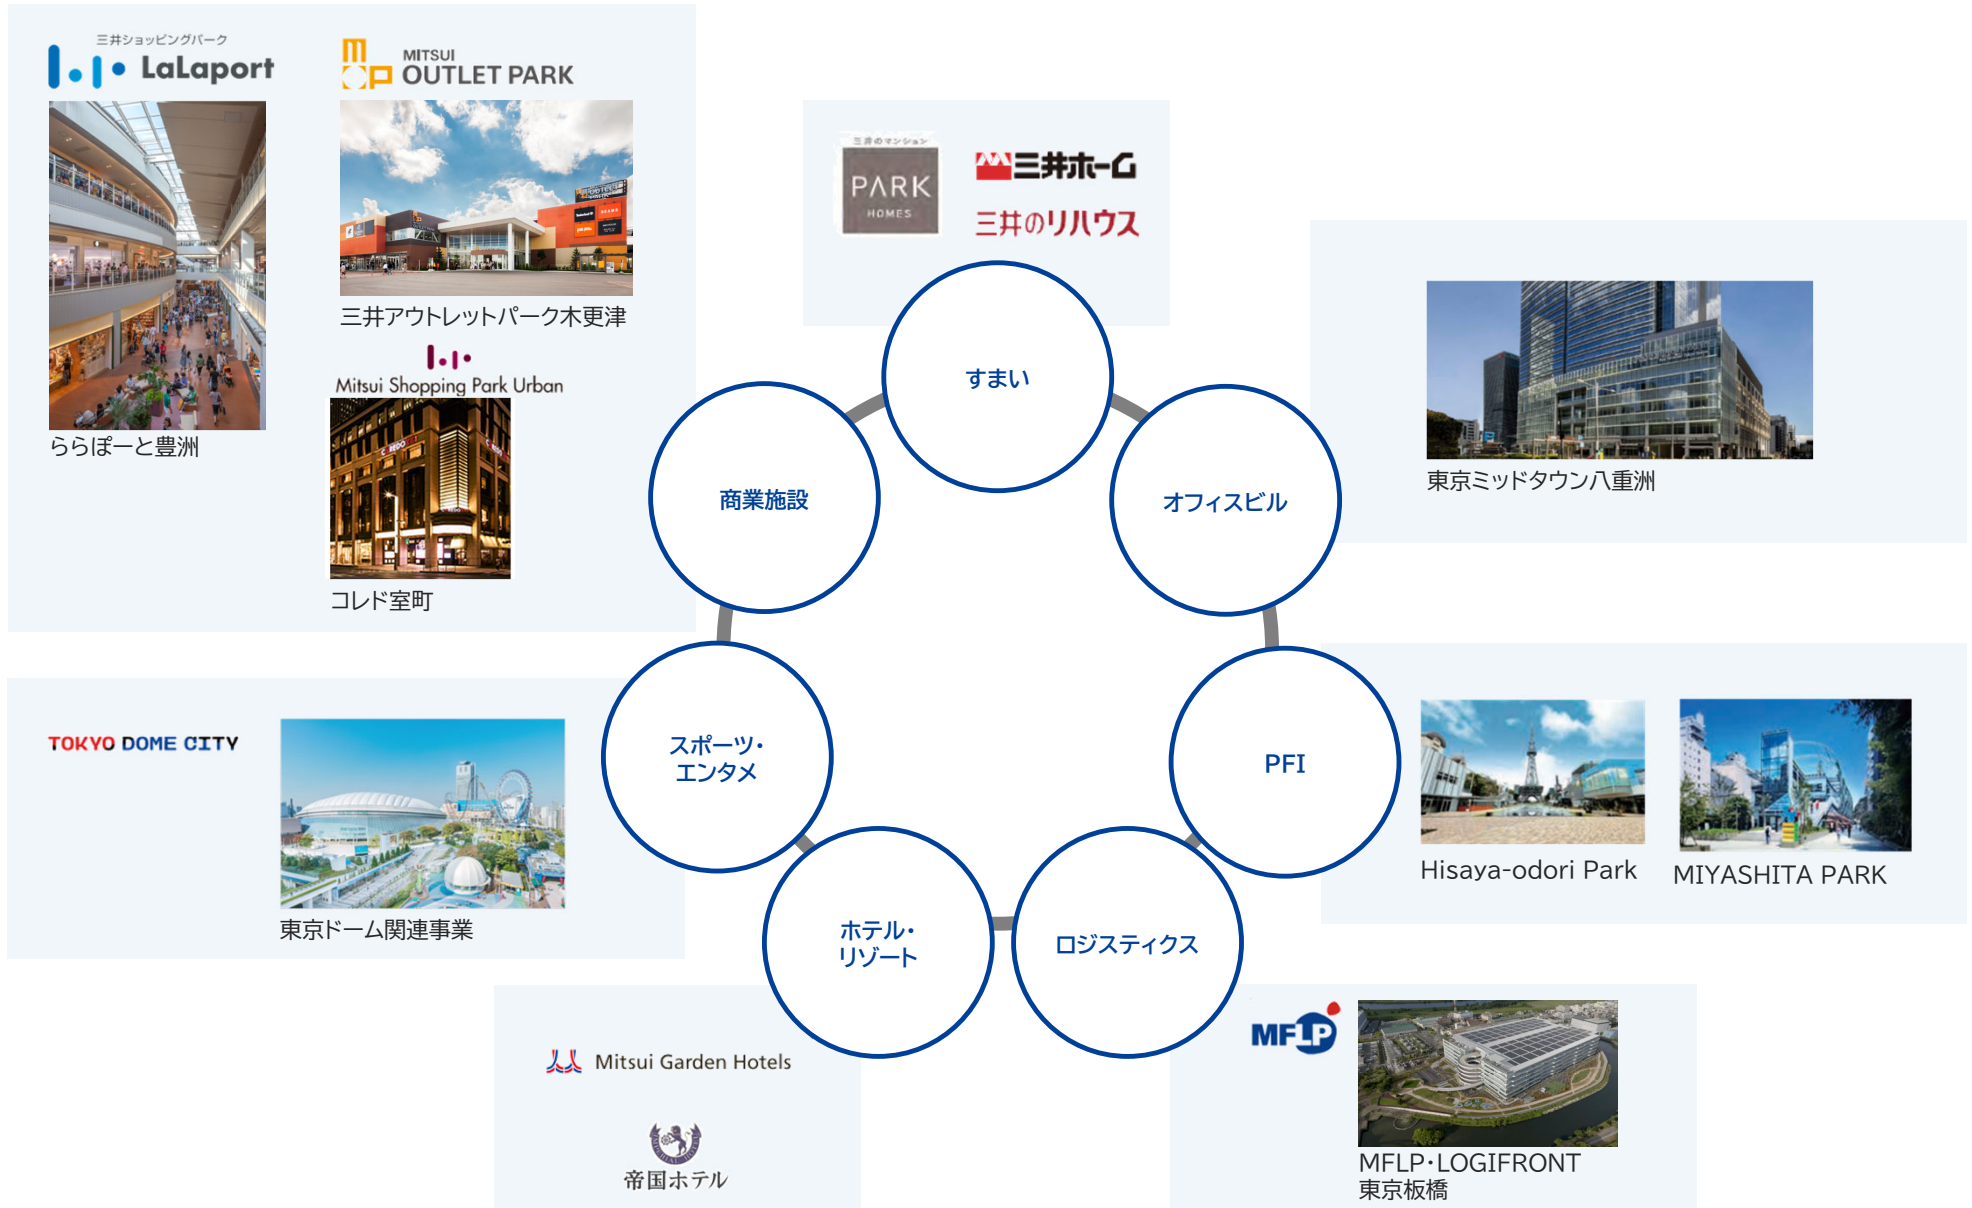 三井ショッピングパーク
LaLaport
MITSUI
OUTLET PARK
三井アウトレットパーク木更津
Mitsui Shopping Park Urban
ららぽーと豊洲
コレド室町
三井のマンション
PARK
HOMES
三井ホーム
三井のリハウス
東京ミッドタウン八重洲
すまい
商業施設
オフィスビル
スポーツ・
エンタメ
PFI
ホテル・
リゾート
ロジスティクス
TOKYO DOME CITY
東京ドーム関連事業
Hisaya-odori Park
MIYASHITA PARK
Mitsui Garden Hotels
帝国ホテル
MFLP
MFLP・LOGIFRONT
東京板橋